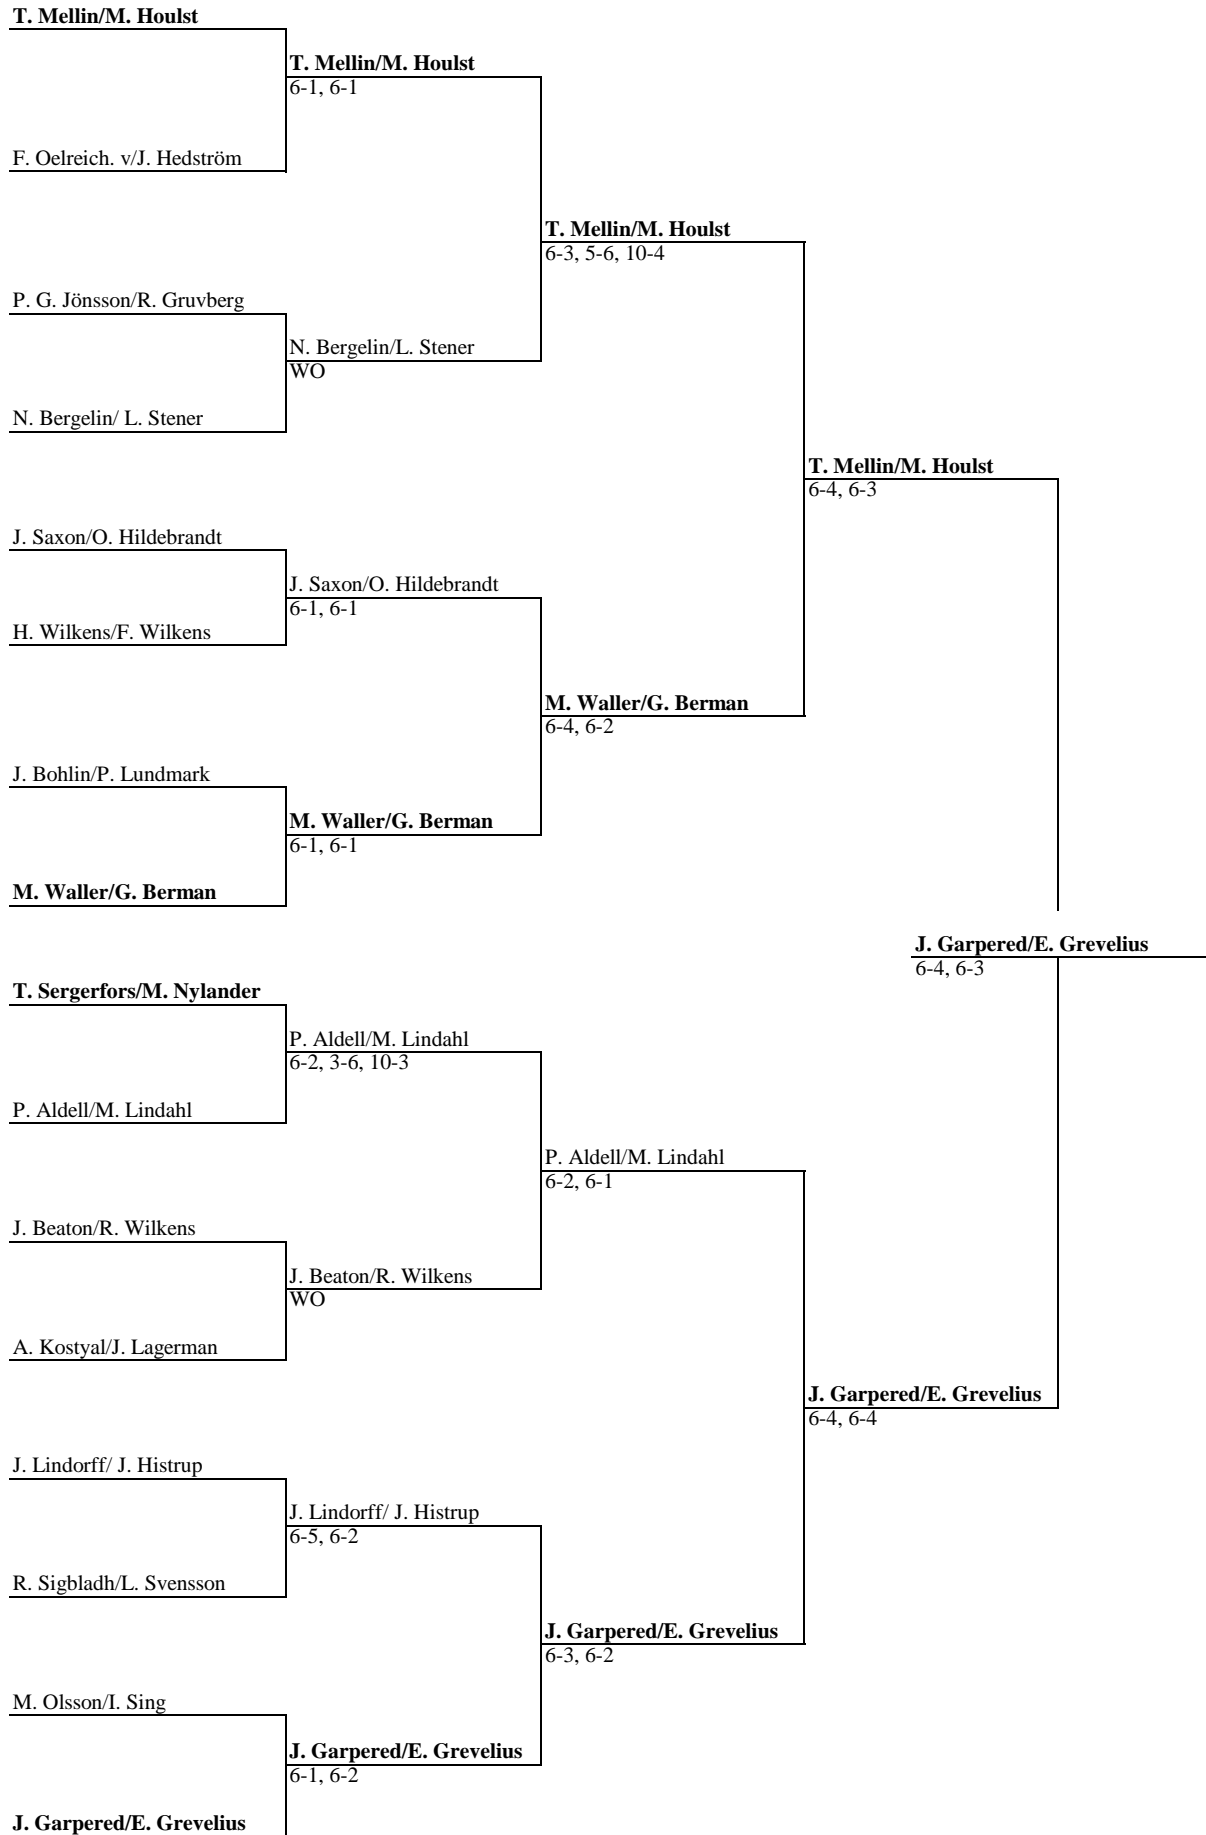 T. Mellin/M. Houlst
T. Mellin/M. Houlst
6-1, 6-1
F. Oelreich. v/J. Hedström
T. Mellin/M. Houlst
6-3, 5-6, 10-4
P. G. Jönsson/R. Gruvberg
N. Bergelin/L. Stener
WO
N. Bergelin/ L. Stener
T. Mellin/M. Houlst
6-4, 6-3
J. Saxon/O. Hildebrandt
J. Saxon/O. Hildebrandt
6-1, 6-1
H. Wilkens/F. Wilkens
M. Waller/G. Berman
6-4, 6-2
J. Bohlin/P. Lundmark
M. Waller/G. Berman
6-1, 6-1
M. Waller/G. Berman
J. Garpered/E. Grevelius
6-4, 6-3
T. Sergerfors/M. Nylander
P. Aldell/M. Lindahl
6-2, 3-6, 10-3
P. Aldell/M. Lindahl
P. Aldell/M. Lindahl
6-2, 6-1
J. Beaton/R. Wilkens
J. Beaton/R. Wilkens
WO
A. Kostyal/J. Lagerman
J. Garpered/E. Grevelius
6-4, 6-4
J. Lindorff/ J. Histrup
J. Lindorff/ J. Histrup
6-5, 6-2
R. Sigbladh/L. Svensson
J. Garpered/E. Grevelius
6-3, 6-2
M. Olsson/I. Sing
J. Garpered/E. Grevelius
6-1, 6-2
J. Garpered/E. Grevelius